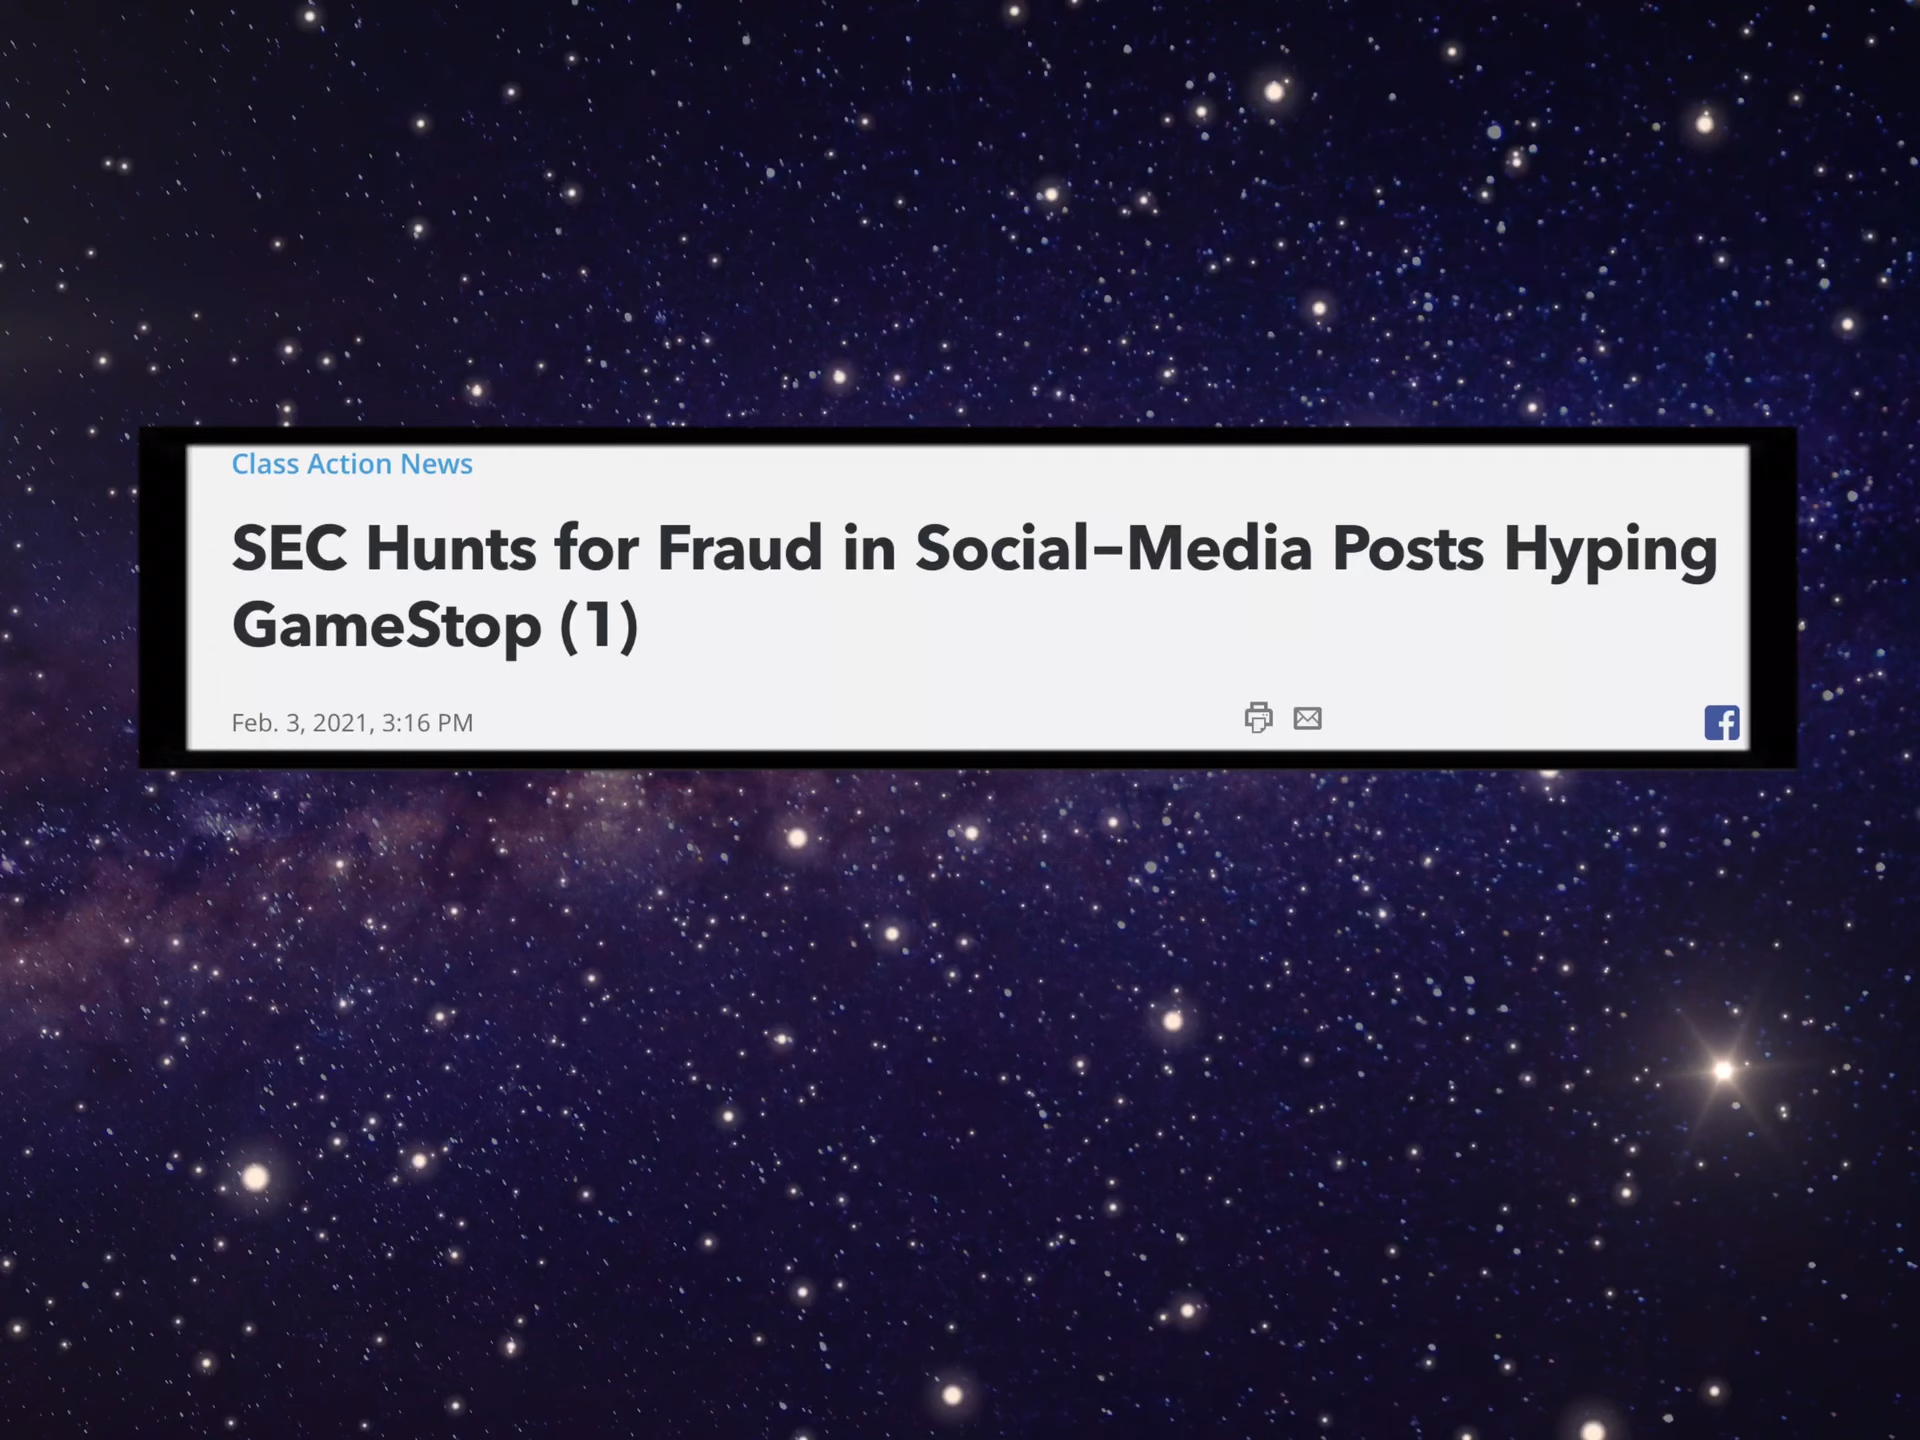 Class Action News
SEC Hunts for Fraud in Social-Media Posts Hyping
GameStop (1)
Feb. 3, 2021, 3:16 PM